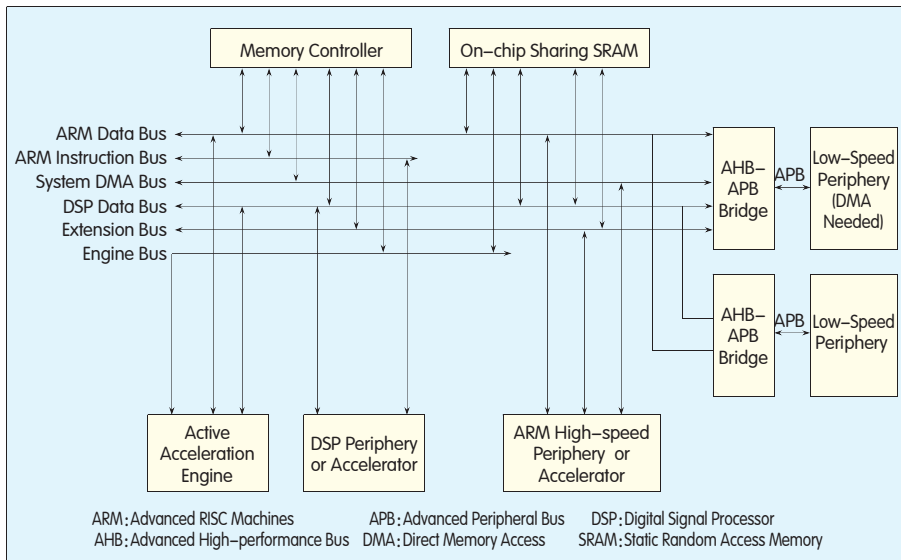 Memory Controller
On-chip Sharing SRAM
ARM Data Bus
ARM Instruction Bus
System DMA Bus
DSP Data Bus
Extension Bus
Engine Bus
AHB-
APB
Bridge
APB
Low-Speed
Periphery
(DMA
Needed)
AHB-
APB
Bridge
APB
Low-Speed
Periphery
Active
Acceleration
Engine
DSP Periphery
or Accelerator
ARM High-speed
Periphery or
Accelerator
ARM: Advanced RISC Machines APB: Advanced Peripheral Bus DSP: Digital Signal Processor
AHB: Advanced High-performance Bus DMA: Direct Memory Access SRAM: Static Random Access Memory